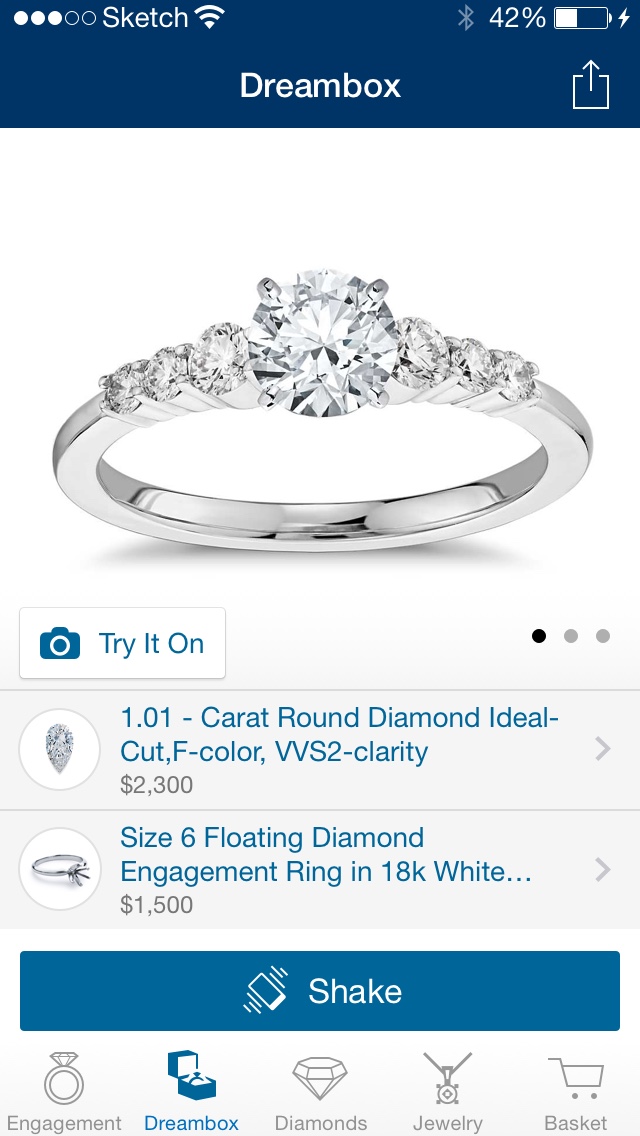 Sketch 42%
Dreambox
Try It On
1.01 - Carat Round Diamond Ideal-
Cut,F-color, VVS2-clarity
$2,300
Size 6 Floating Diamond
Engagement Ring in 18k White...
$1,500
Shake
Engagement Dreambox Diamonds Jewelry Basket